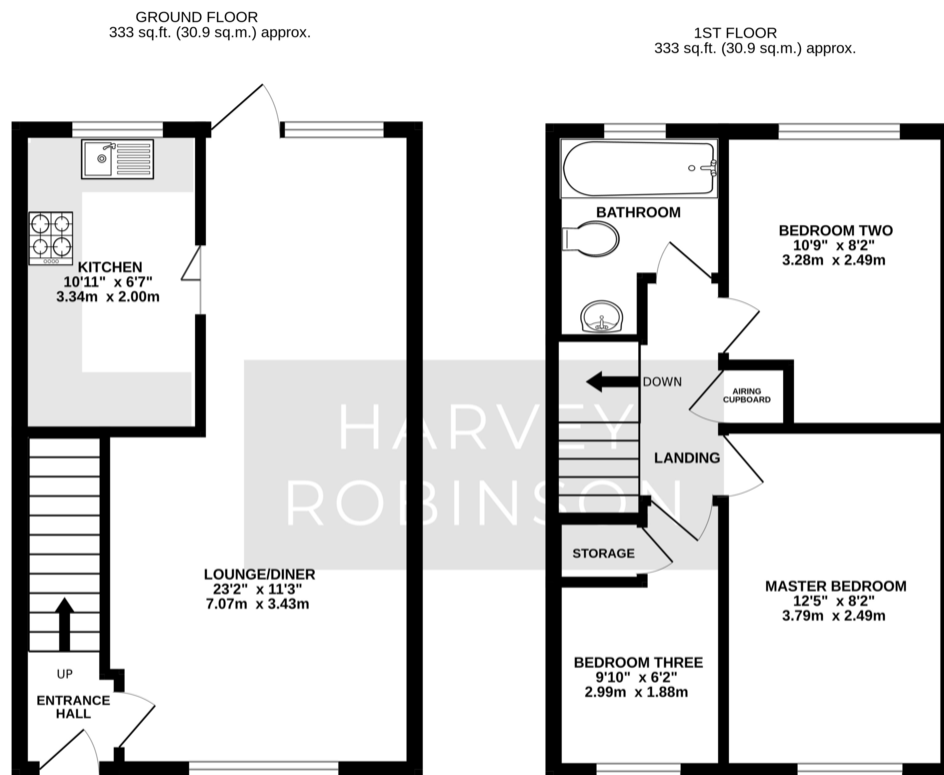 GROUND FLOOR
333 sq.ft. (30.9 sq.m.) approx.
KITCHEN
10'11" x 6'7"
3.34m x 2.00m
LOUNGE/DINER
23'2" x 11'3"
7.07m x 3.43m
UP
ENTRANCE
HALL
1ST FLOOR
333 sq.ft. (30.9 sq.m.) approx.
BATHROOM
BEDROOM TWO
10'9" x 8'2"
3.28m x 2.49m
DOWN
AIRING
CUPBOARD
LANDING
STORAGE
MASTER BEDROOM
12'5" x 8'2"
3.79m x 2.49m
BEDROOM THREE
9'10" x 6'2"
2.99m x 1.88m
HARVEY
ROBINSON